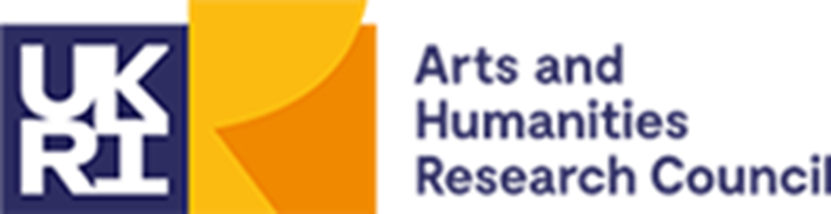 UK
RI
Arts and
Humanities
Research Council